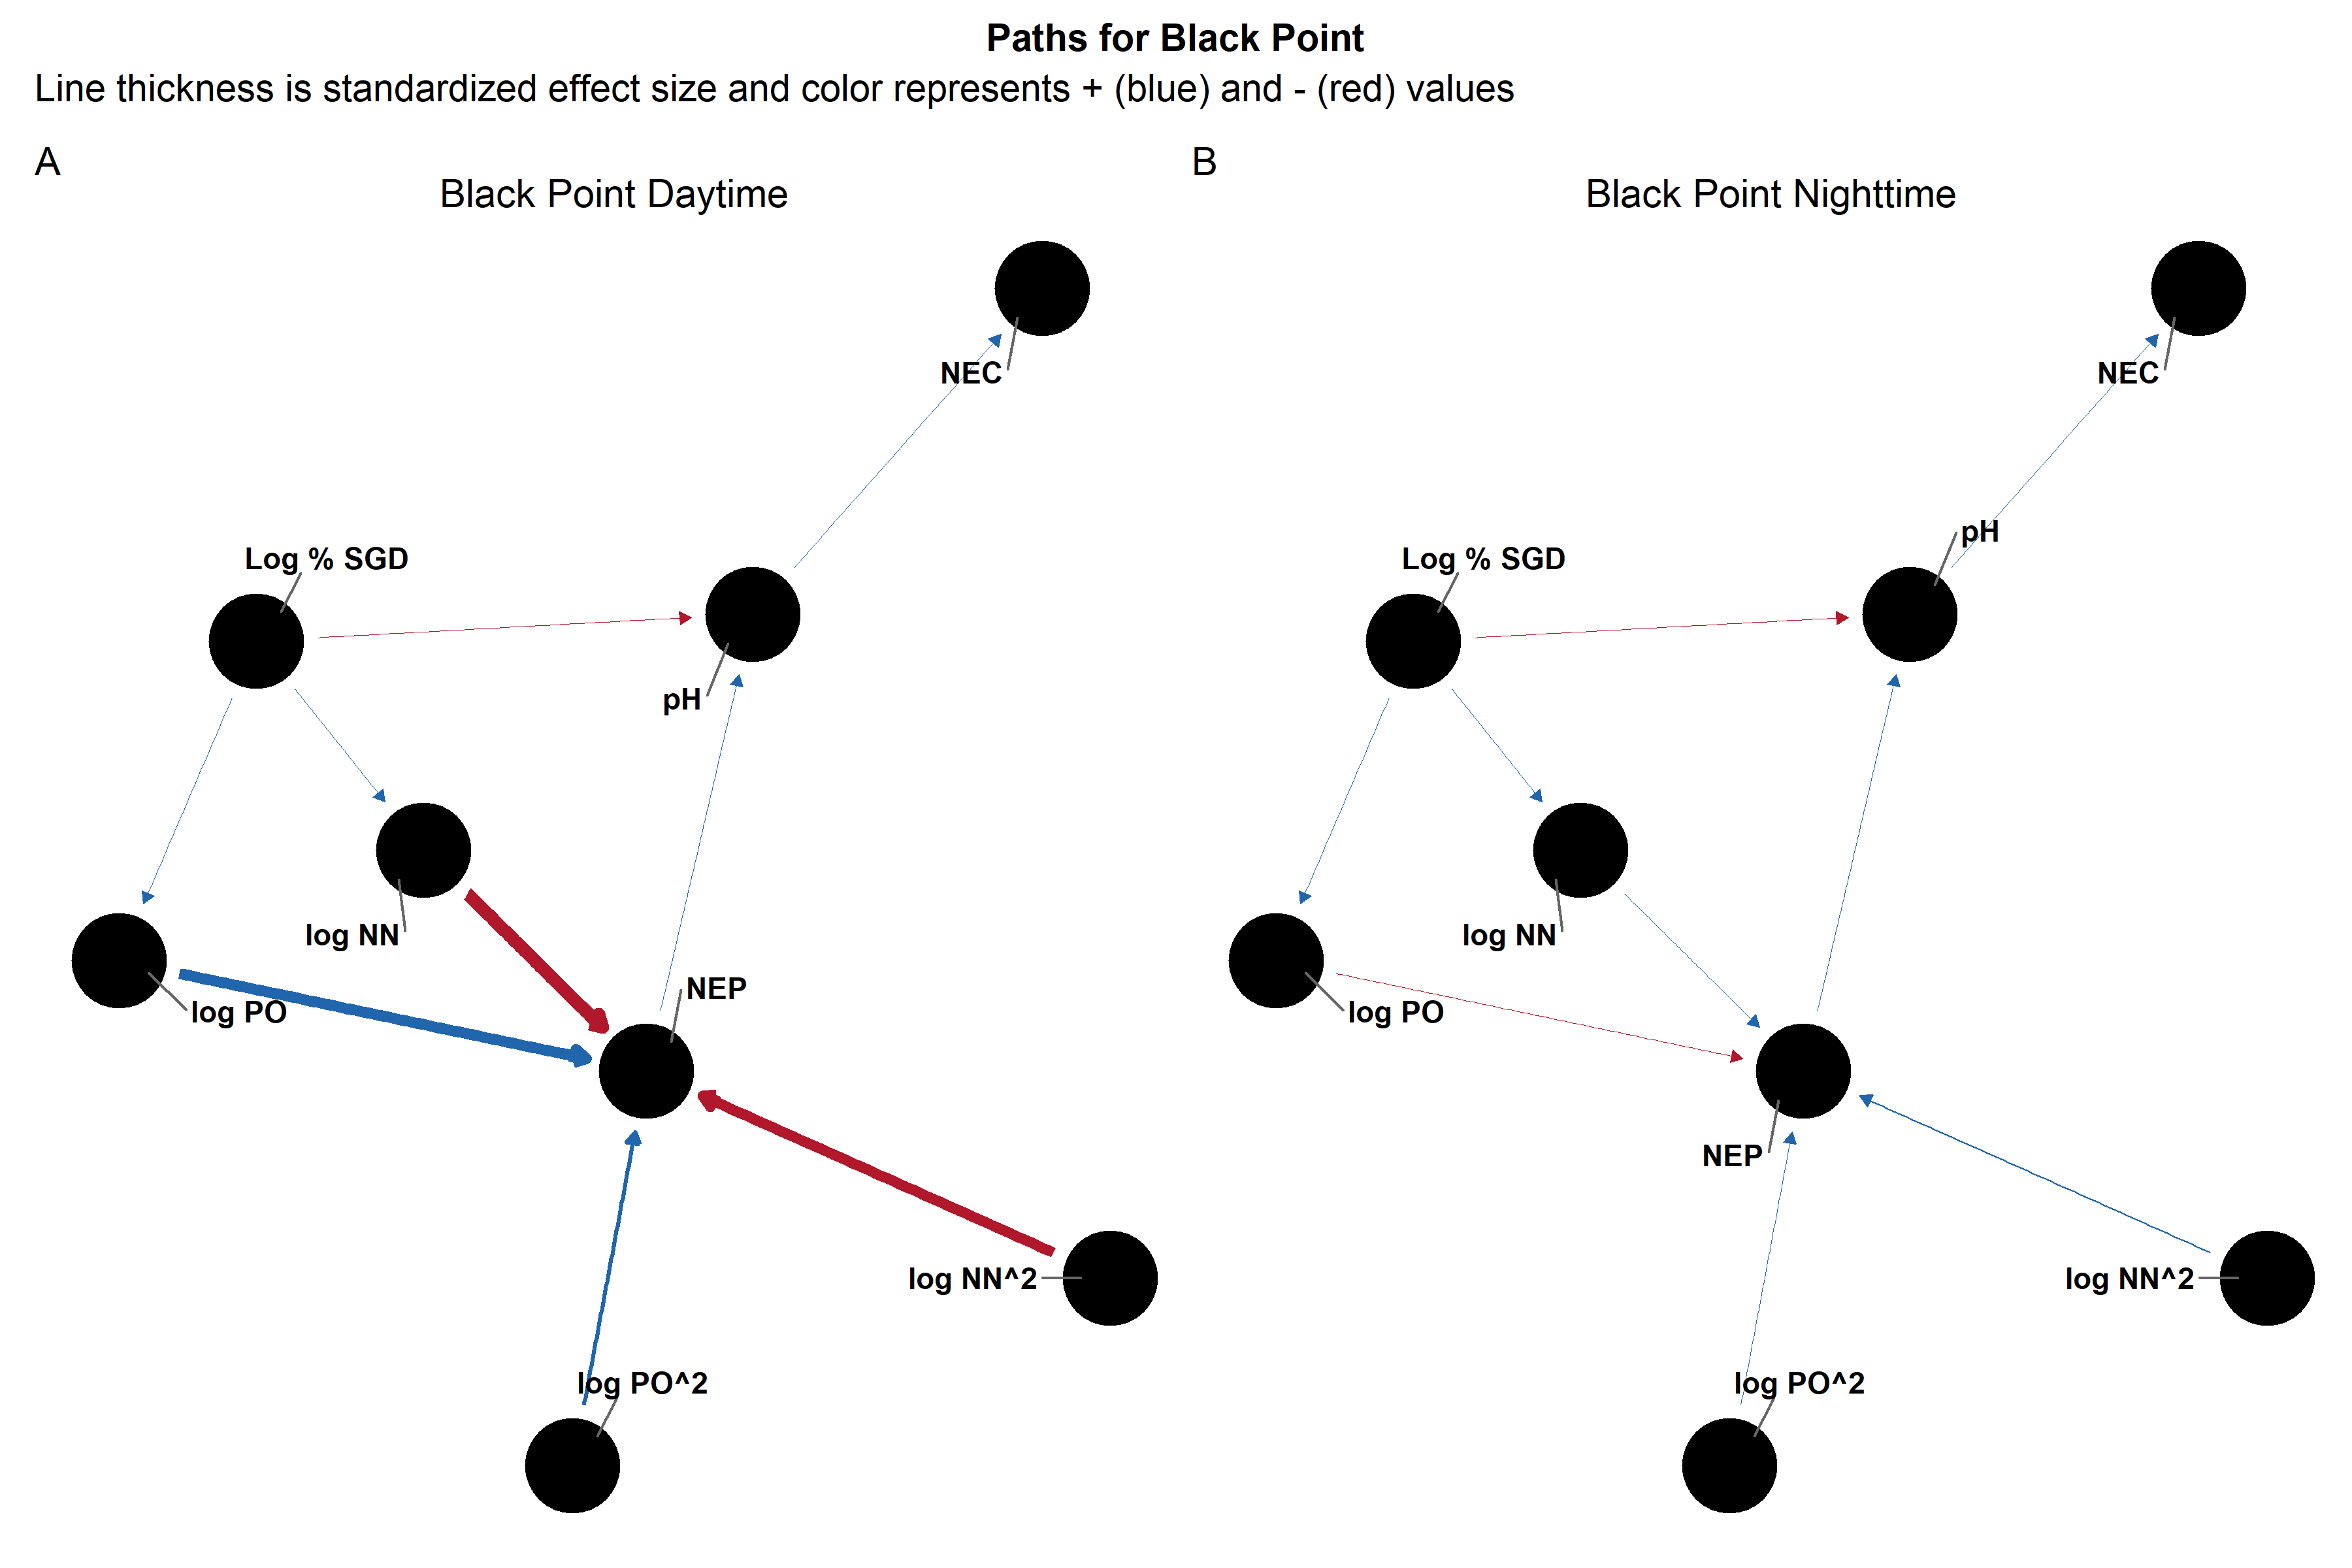 Paths for Black Point
Line thickness is standardized effect size and color represents + (blue) and - (red) values
A
Black Point Daytime
NEC
Log % SGD
pH
log NN
NEP
log PO
log NN^2
log PO^2
B
Black Point Nighttime
NEC
pH
Log % SGD
log NN
log PO
NEP
log NN^2
log PO^2